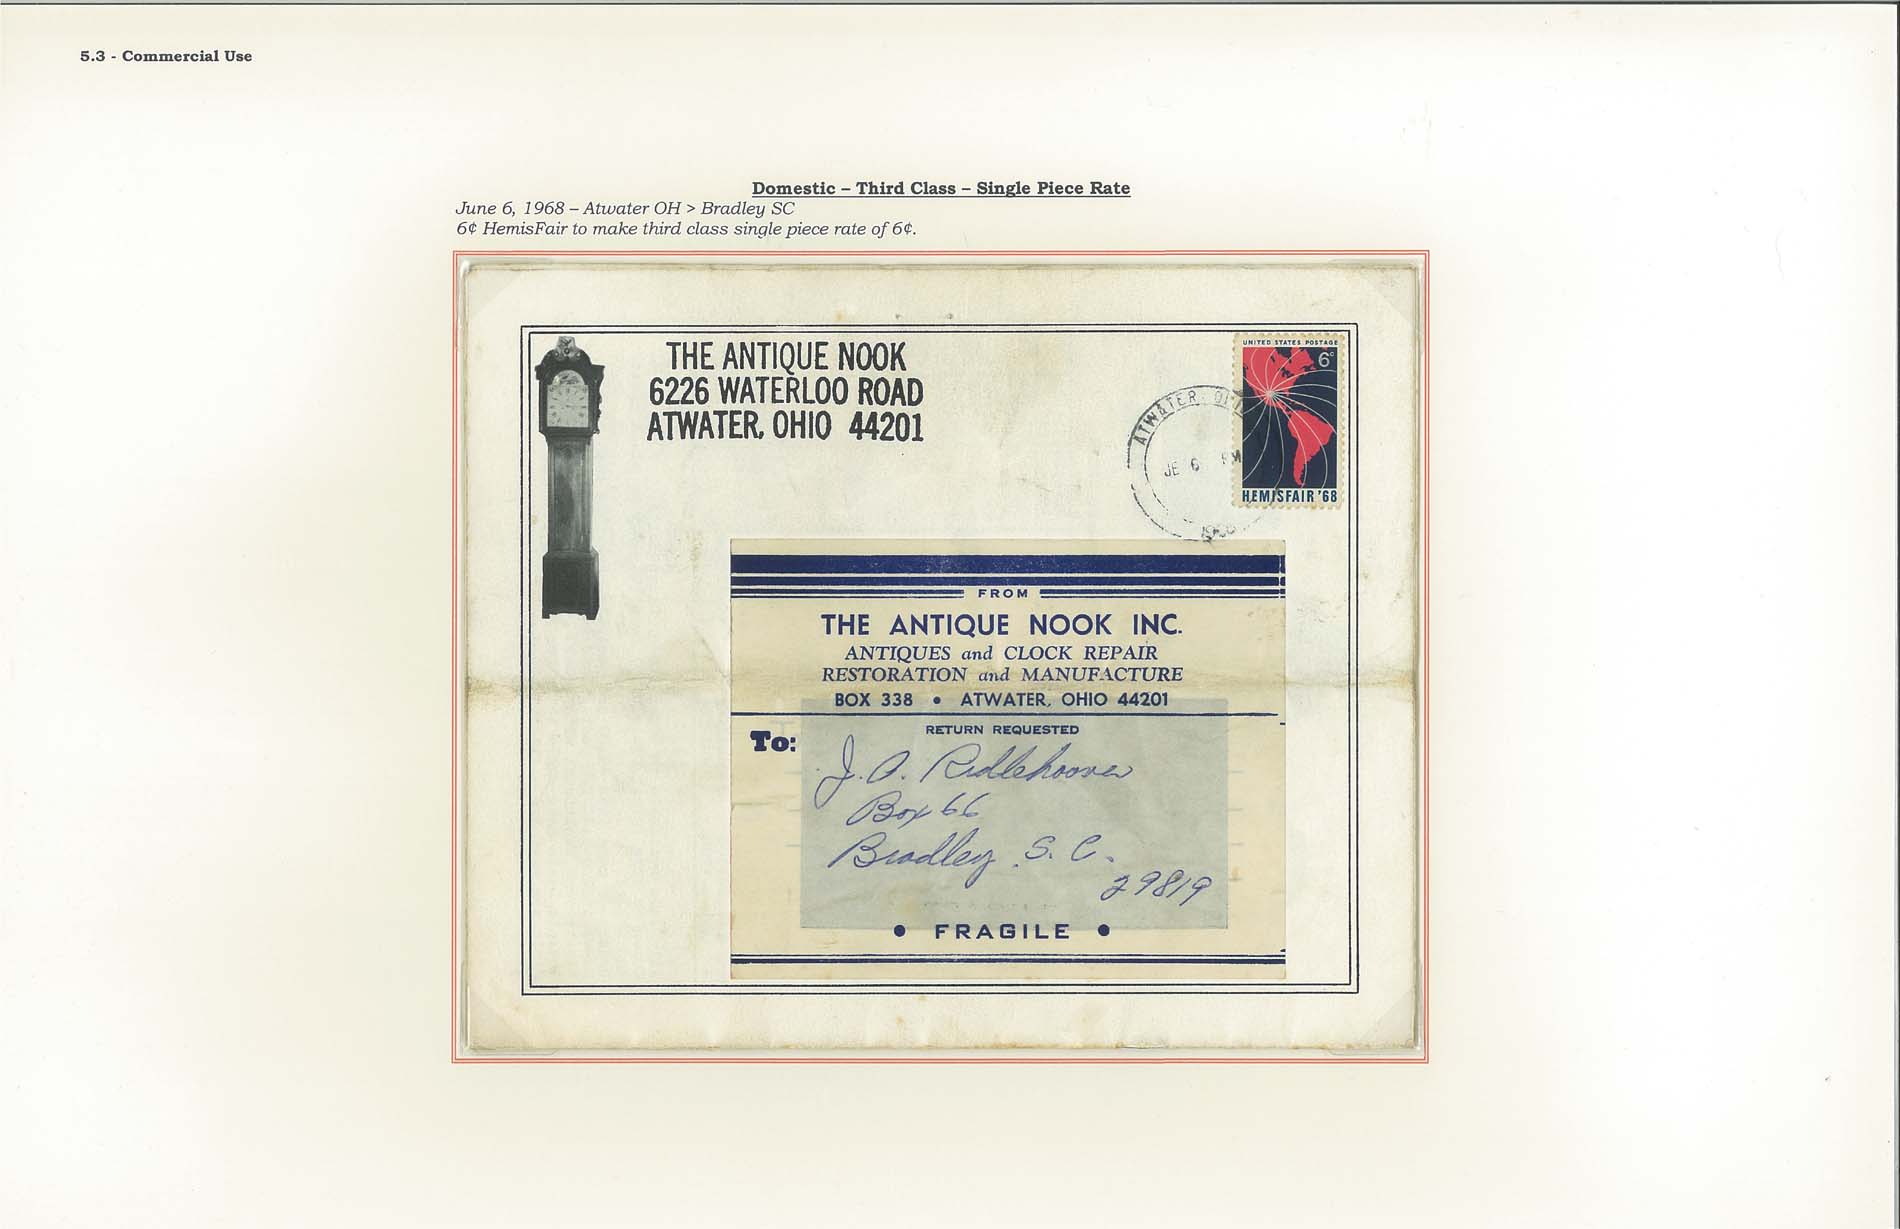 5.3 - Commercial Use
Domestic – Third Class – Single Piece Rate
June 6, 1968 – Atwater OH > Bradley SC
6¢ HemisFair to make third class single piece rate of 6¢.
THE ANTIQUE NOOK
6226 WATERLOO ROAD
ATWATER, OHIO 44201
UNITED STATES POSTAGE
6c
HEMISFAIR '68
ATWATER, OHIO
JE 6 PM
1968
FROM
THE ANTIQUE NOOK INC.
ANTIQUES and CLOCK REPAIR
RESTORATION and MANUFACTURE
BOX 338 • ATWATER, OHIO 44201
RETURN REQUESTED
To:
J. O. Ridlehoover
Box 66
Bradley S. C.
29819
• FRAGILE •